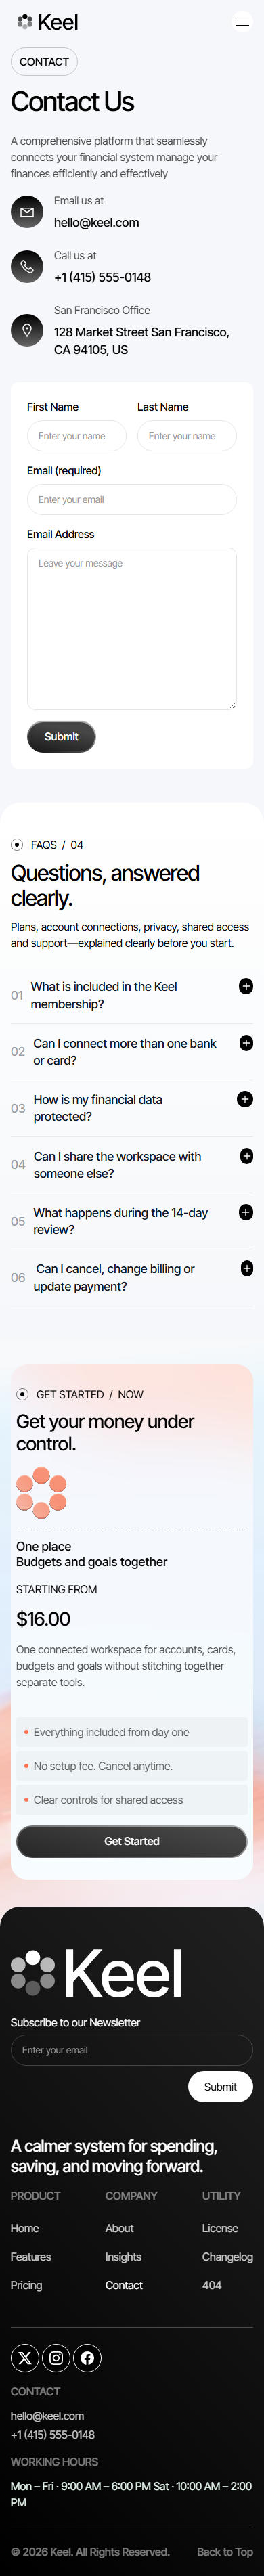 Keel
CONTACT
Contact Us
A comprehensive platform that seamlessly
connects your financial system manage your
finances efficiently and effectively
Email us at
hello@keel.com
Call us at
+1 (415) 555-0148
San Francisco Office
128 Market Street San Francisco,
CA 94105, US
First Name Last Name
Enter your name Enter your name
Email (required)
Enter your email
Email Address
Leave your message
Submit
FAQS / 04
Questions, answered
clearly.
Plans, account connections, privacy, shared access
and support—explained clearly before you start.
01 What is included in the Keel
membership?
02 Can I connect more than one bank
or card?
03 How is my financial data
protected?
04 Can I share the workspace with
someone else?
05 What happens during the 14-day
review?
06 Can I cancel, change billing or
update payment?
GET STARTED / NOW
Get your money under
control.
One place
Budgets and goals together
STARTING FROM
$16.00
One connected workspace for accounts, cards,
budgets and goals without stitching together
separate tools.
Everything included from day one
No setup fee. Cancel anytime.
Clear controls for shared access
Get Started
Keel
Subscribe to our Newsletter
Enter your email
Submit
A calmer system for spending,
saving, and moving forward.
PRODUCT COMPANY UTILITY
Home About License
Features Insights Changelog
Pricing Contact 404
CONTACT
hello@keel.com
+1 (415) 555-0148
WORKING HOURS
Mon – Fri · 9:00 AM – 6:00 PM Sat · 10:00 AM – 2:00
PM
© 2026 Keel. All Rights Reserved. Back to Top